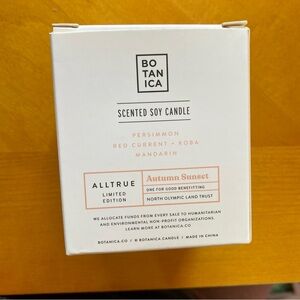 BO
TAN
ICA
SCENTED SOY CANDLE
PERSIMMON
RED CURRENT + KOBA
MANDARIN
ALLTRUE
LIMITED
EDITION
Autumn Sunset
ONE FOR GOOD BENEFITTING
NORTH OLYMPIC LAND TRUST
WE ALLOCATE FUNDS FROM EVERY SALE TO HUMANITARIAN
AND ENVIRONMENTAL NON-PROFIT ORGANIZATIONS.
LEARN MORE AT BOTANICA.CO
BOTANICA.CO | @ BOTANICA.CANDLE | MADE IN CHINA